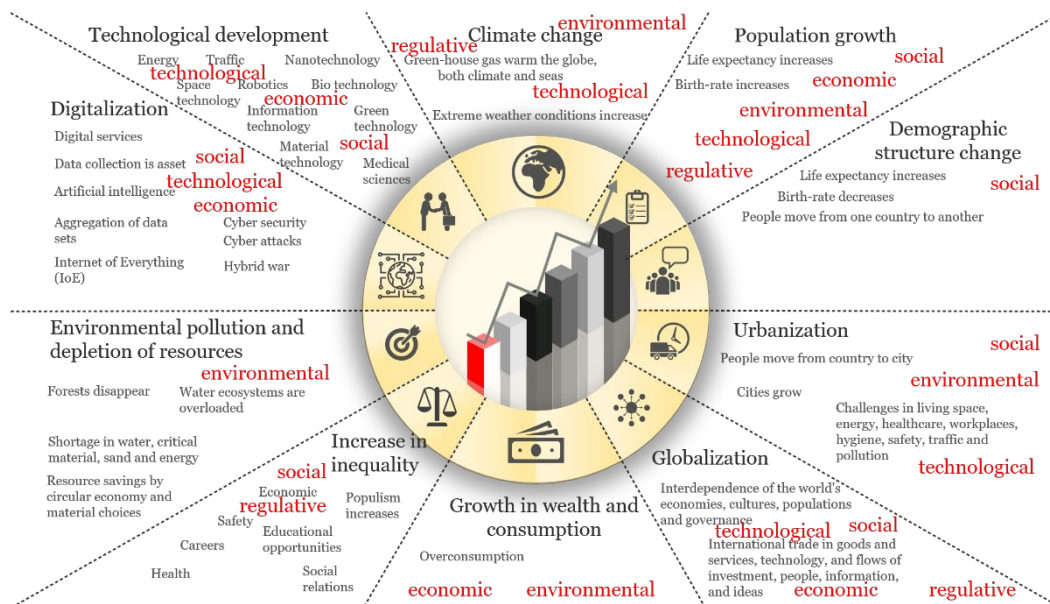 Technological development
Energy
Traffic
Nanotechnology
technological
Space
technology
Robotics
Bio technology
economic
Information
technology
Green
technology
Material
technology
social
Medical
sciences
Climate change
environmental
regulative
Green-house gas warm the globe,
both climate and seas
technological
Extreme weather conditions increase
Population growth
Life expectancy increases
social
Birth-rate increases
economic
environmental
technological
regulative
Demographic
structure change
Life expectancy increases
social
Birth-rate decreases
People move from one country to another
Digitalization
Digital services
Data collection is asset
social
technological
Artificial intelligence
economic
Aggregation of data
sets
Cyber security
Cyber attacks
Internet of Everything
(IoE)
Hybrid war
Environmental pollution and
depletion of resources
environmental
Forests disappear
Water ecosystems are
overloaded
Shortage in water, critical
material, sand and energy
Resource savings by
circular economy and
material choices
Increase in
inequality
social
Economic
regulative
Populism
increases
Safety
Educational
opportunities
Careers
Health
Social
relations
Growth in wealth and
consumption
Overconsumption
economic
environmental
Globalization
Interdependence of the world's
economies, cultures, populations
and governance
technological
social
International trade in goods and
services, technology, and flows of
investment, people, information,
and ideas
economic
regulative
Urbanization
social
People move from country to city
environmental
Cities grow
Challenges in living space,
energy, healthcare, workplaces,
hygiene, safety, traffic and
pollution
technological